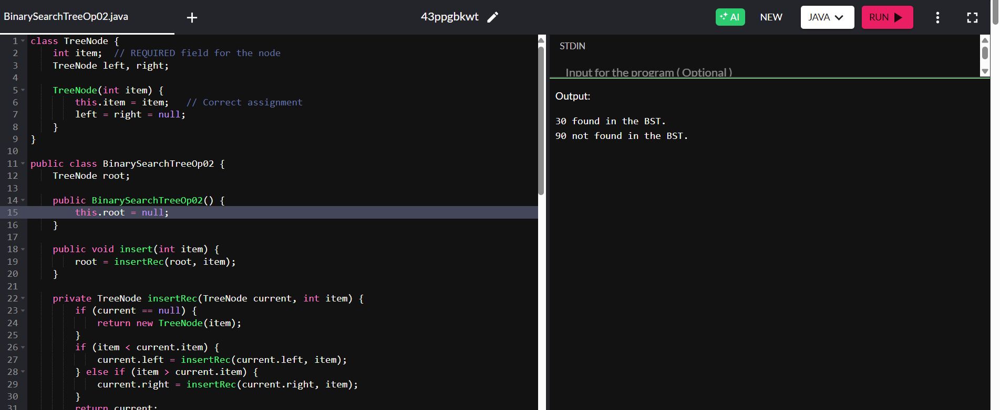 BinarySearchTreeOp02.java
+
43ppgbkwt
AI
NEW
JAVA
RUN
1 class TreeNode {
2     int item;  // REQUIRED field for the node
3     TreeNode left, right;
4
5     TreeNode(int item) {
6         this.item = item;   // Correct assignment
7         left = right = null;
8     }
9 }
10
11 public class BinarySearchTreeOp02 {
12     TreeNode root;
13
14     public BinarySearchTreeOp02() {
15         this.root = null;
16     }
17
18     public void insert(int item) {
19         root = insertRec(root, item);
20     }
21
22     private TreeNode insertRec(TreeNode current, int item) {
23         if (current == null) {
24             return new TreeNode(item);
25         }
26         if (item < current.item) {
27             current.left = insertRec(current.left, item);
28         } else if (item > current.item) {
29             current.right = insertRec(current.right, item);
30         }
31         return current;
STDIN
Input for the program ( Optional )
Output:
30 found in the BST.
90 not found in the BST.